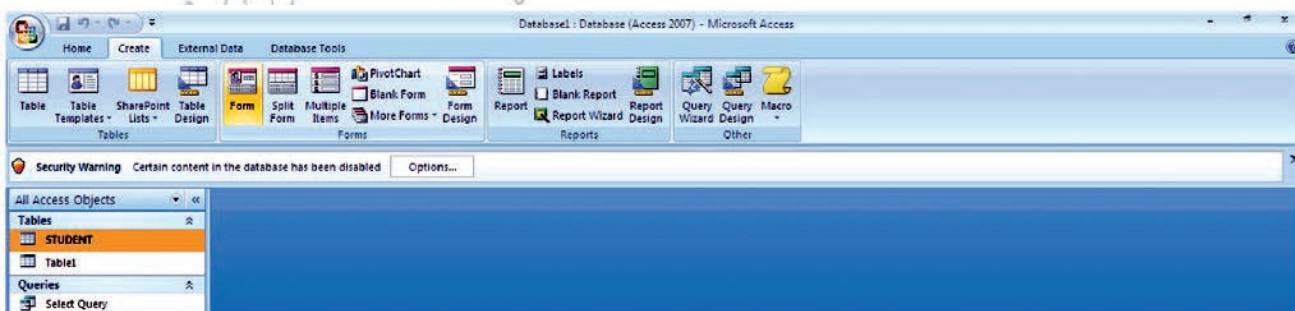 Database1 : Database (Access 2007) - Microsoft Access
Home Create External Data Database Tools
Table
Table Templates
SharePoint Lists
Table Design
Tables
Form
Split Form
Multiple Items
PivotChart
Blank Form
More Forms
Form Design
Forms
Report
Labels
Blank Report
Report Wizard
Report Design
Reports
Query Wizard
Query Design
Macro
Other
Security Warning Certain content in the database has been disabled Options...
All Access Objects
Tables
STUDENT
Table1
Queries
Select Query